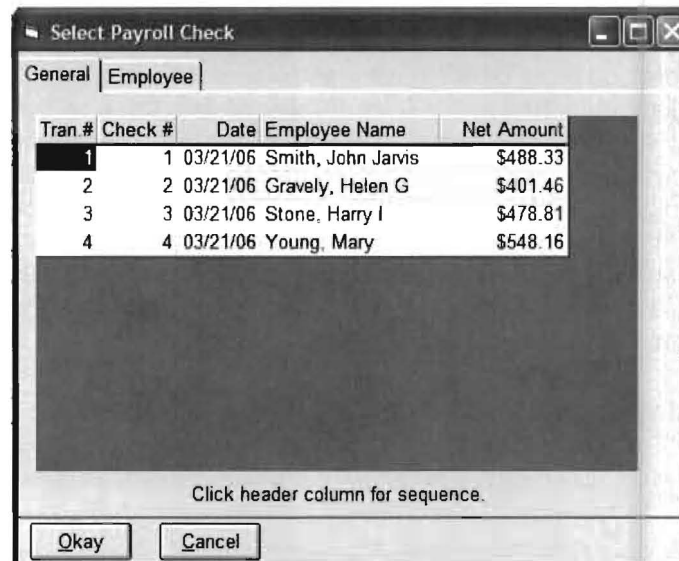 Select Payroll Check
General Employee
Tran.# Check # Date Employee Name Net Amount
1 1 03/21/06 Smith, John Jarvis $488.33
2 2 03/21/06 Gravely, Helen G $401.46
3 3 03/21/06 Stone, Harry I $478.81
4 4 03/21/06 Young, Mary $548.16
Click header column for sequence.
Okay Cancel